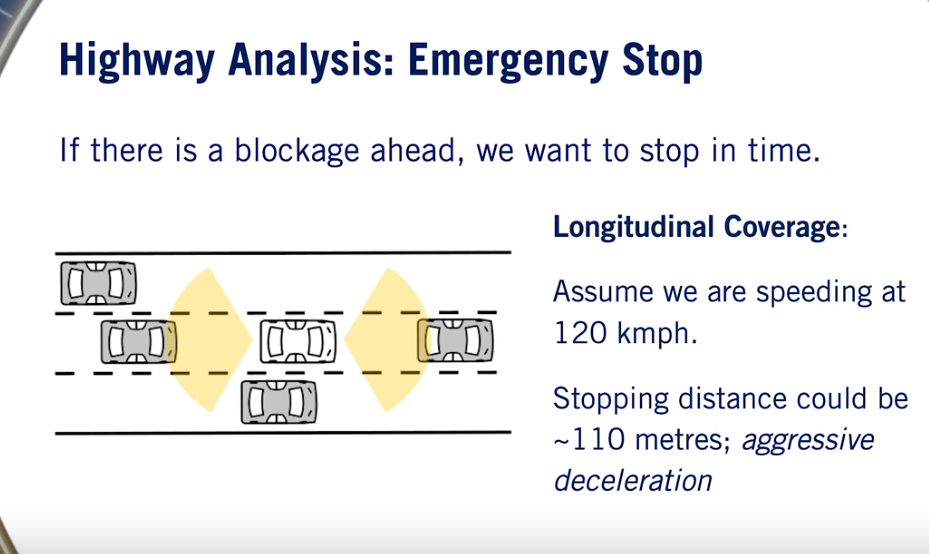 Highway Analysis: Emergency Stop
If there is a blockage ahead, we want to stop in time.
Longitudinal Coverage:
Assume we are speeding at
120 kmph.
Stopping distance could be
~110 metres; aggressive
deceleration